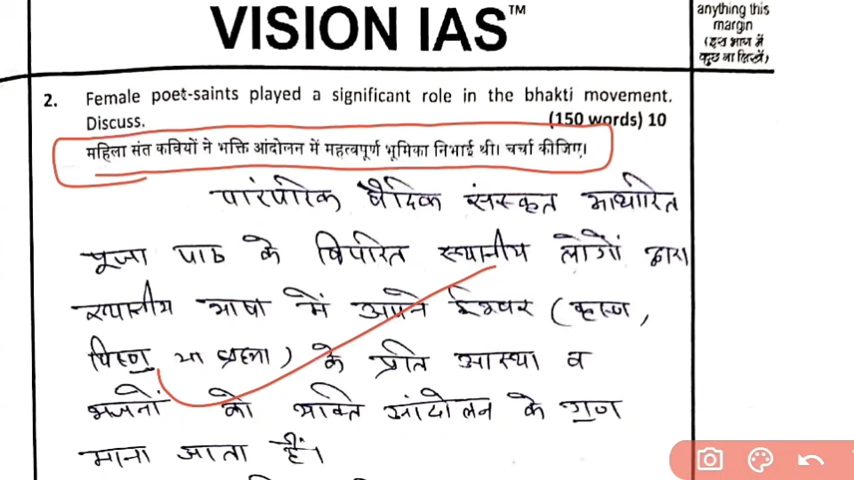 VISION IAS™
anything this
margin
(इस भाग में
कुछ ना लिखें)
2. Female poet-saints played a significant role in the bhakti movement.
Discuss. (150 words) 10
महिला संत कवियों ने भक्ति आंदोलन में महत्वपूर्ण भूमिका निभाई थी। चर्चा कीजिए।
पारंपरिक वैदिक संस्कृत आधारित
पूजा पाठ के विपरित स्थानीय लोगों द्वारा
स्थानीय भाषा में अपने ईश्वर (कृष्ण,
विष्णु या ब्रह्मा) के प्रति आस्था व
भजनों को भक्ति आंदोलन के गुण
माना जाता हैं।